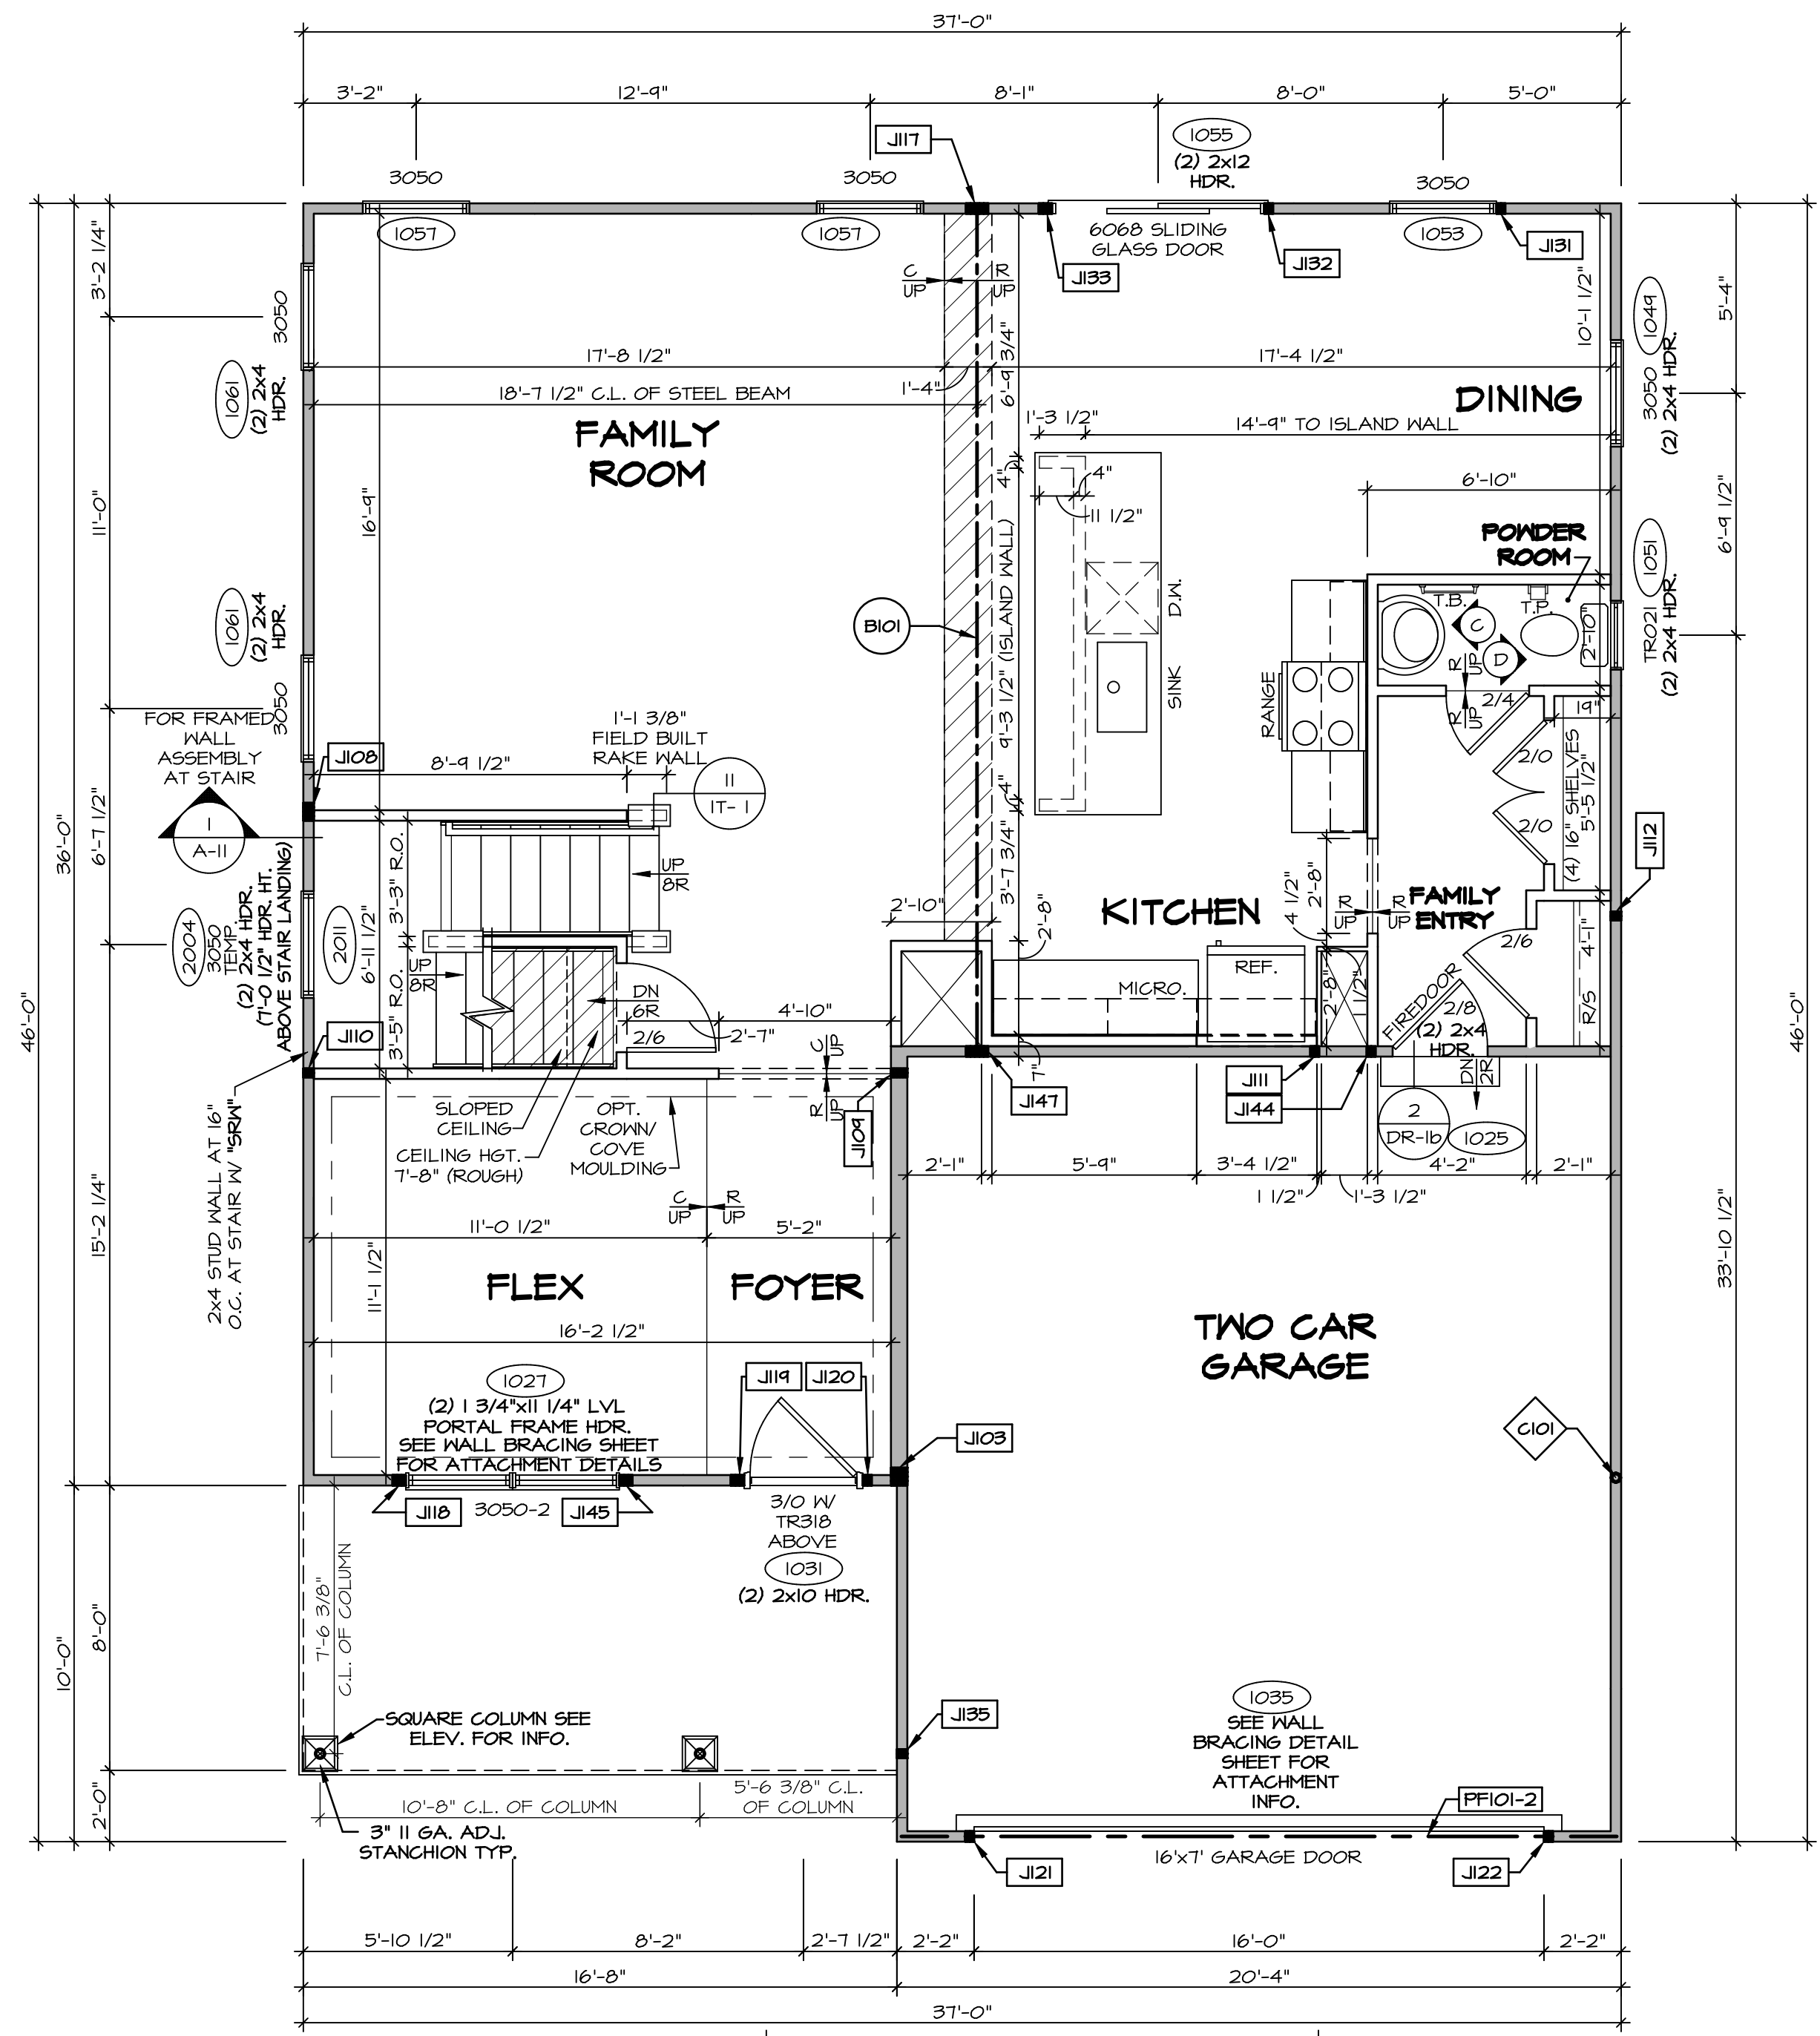 37'-0"
3'-2"
12'-9"
8'-1"
8'-0"
5'-0"
J117
1055
(2) 2x12
HDR.
3050
3050
3050
1057
1057
6068 SLIDING
GLASS DOOR
1053
J131
J133
J132
C
UP
R
UP
3'-2 1/4"
3050
1061
(2) 2x4
HDR.
17'-8 1/2"
17'-4 1/2"
1'-4"
6'-9 3/4"
10'-1 1/2"
1049
3050
(2) 2x4 HDR.
5'-4"
18'-7 1/2" C.L. OF STEEL BEAM
FAMILY
ROOM
DINING
1'-3 1/2"
14'-9" TO ISLAND WALL
4"
4"
11 1/2"
6'-10"
16'-9"
11'-0"
POWDER
ROOM
1051
TR021
(2) 2x4 HDR.
6'-9 1/2"
1061
(2) 2x4
HDR.
3050
B101
9'-3 1/2" (ISLAND WALL)
D.W.
SINK
RANGE
T.B.
T.P.
C
D
2'-10"
R
UP
R
UP
2/4
19"
2/0
2/0
(4) 16" SHELVES
5'-5 1/2"
FOR FRAMED
WALL
ASSEMBLY
AT STAIR
1
A-11
J108
8'-9 1/2"
1'-1 3/8"
FIELD BUILT
RAKE WALL
11
1T- 1
4"
3'-7 3/4"
J112
36'-0"
46'-0"
46'-0"
6'-7 1/2"
3'-3" R.O.
UP
8R
2'-10"
2'-8"
KITCHEN
4 1/2"
2'-8"
R
UP
R
UP
FAMILY
ENTRY
2/6
4'-1"
R/S
2004
3050
TEMP.
(2) 2x4 HDR.
(7'-0 1/2" HDR. HT.
ABOVE STAIR LANDING)
2011
6'-11 1/2"
3'-5" R.O.
UP
8R
DN
6R
2/6
2'-7"
4'-10"
MICRO.
REF.
2'-8"
1 1/2"
FIREDOOR
2/8
(2) 2x4
HDR.
J110
C
UP
R
UP
7"
J109
J147
J111
J144
DN
2R
2
DR-1b
1025
2x4 STUD WALL AT 16"
O.C. AT STAIR W/ "SRW"
SLOPED
CEILING
CEILING HGT.
7'-8" (ROUGH)
OPT.
CROWN/
COVE
MOULDING
2'-1"
5'-9"
3'-4 1/2"
4'-2"
2'-1"
1 1/2"
1'-3 1/2"
C
UP
R
UP
11'-0 1/2"
5'-2"
15'-2 1/4"
11'-1 1/2"
33'-10 1/2"
FLEX
FOYER
16'-2 1/2"
TWO CAR
GARAGE
1027
(2) 1 3/4"x11 1/4" LVL
PORTAL FRAME HDR.
SEE WALL BRACING SHEET
FOR ATTACHMENT DETAILS
J119
J120
J103
C101
J118
3050-2
J145
3/0 W/
TR318
ABOVE
1031
(2) 2x10 HDR.
7'-6 3/8"
C.L. OF COLUMN
8'-0"
10'-0"
SQUARE COLUMN SEE
ELEV. FOR INFO.
J135
1035
SEE WALL
BRACING DETAIL
SHEET FOR
ATTACHMENT
INFO.
2'-0"
10'-8" C.L. OF COLUMN
5'-6 3/8" C.L.
OF COLUMN
PF101-2
3" 11 GA. ADJ.
STANCHION TYP.
16'x7' GARAGE DOOR
J121
J122
5'-10 1/2"
8'-2"
2'-7 1/2"
2'-2"
16'-0"
2'-2"
16'-8"
20'-4"
37'-0"